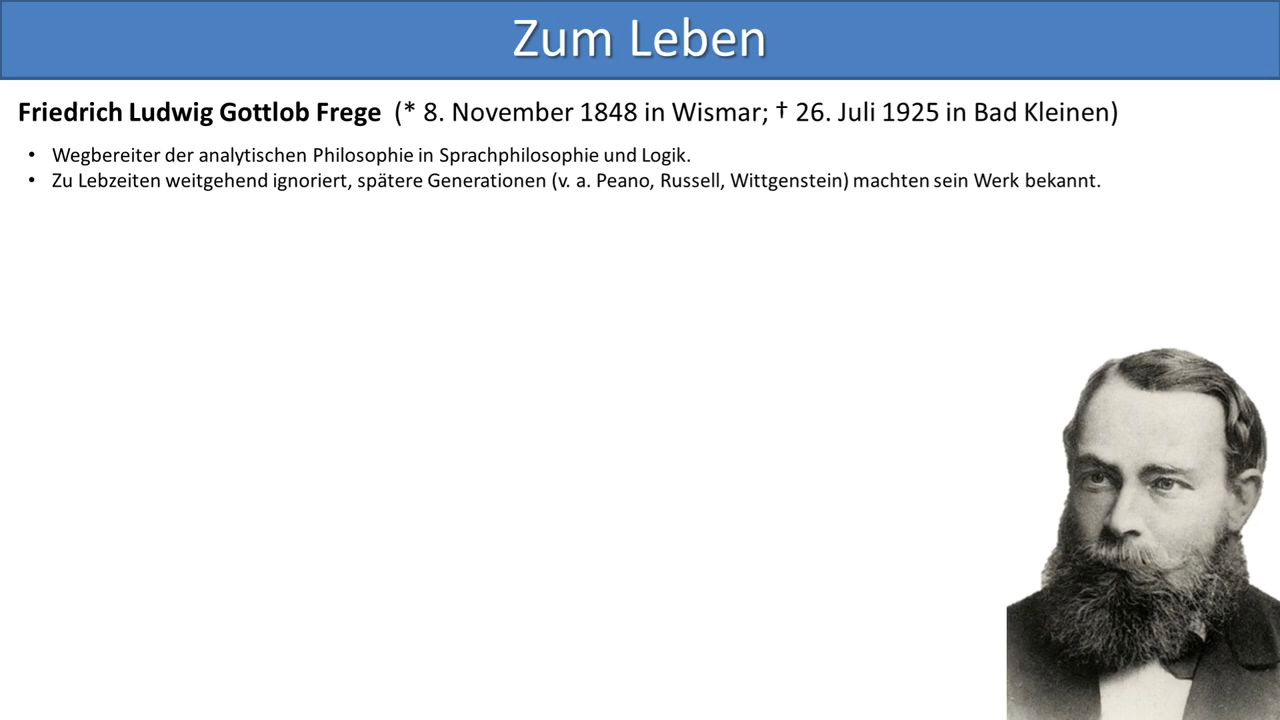 Zum Leben
Friedrich Ludwig Gottlob Frege (* 8. November 1848 in Wismar; † 26. Juli 1925 in Bad Kleinen)
• Wegbereiter der analytischen Philosophie in Sprachphilosophie und Logik.
• Zu Lebzeiten weitgehend ignoriert, spätere Generationen (v. a. Peano, Russell, Wittgenstein) machten sein Werk bekannt.